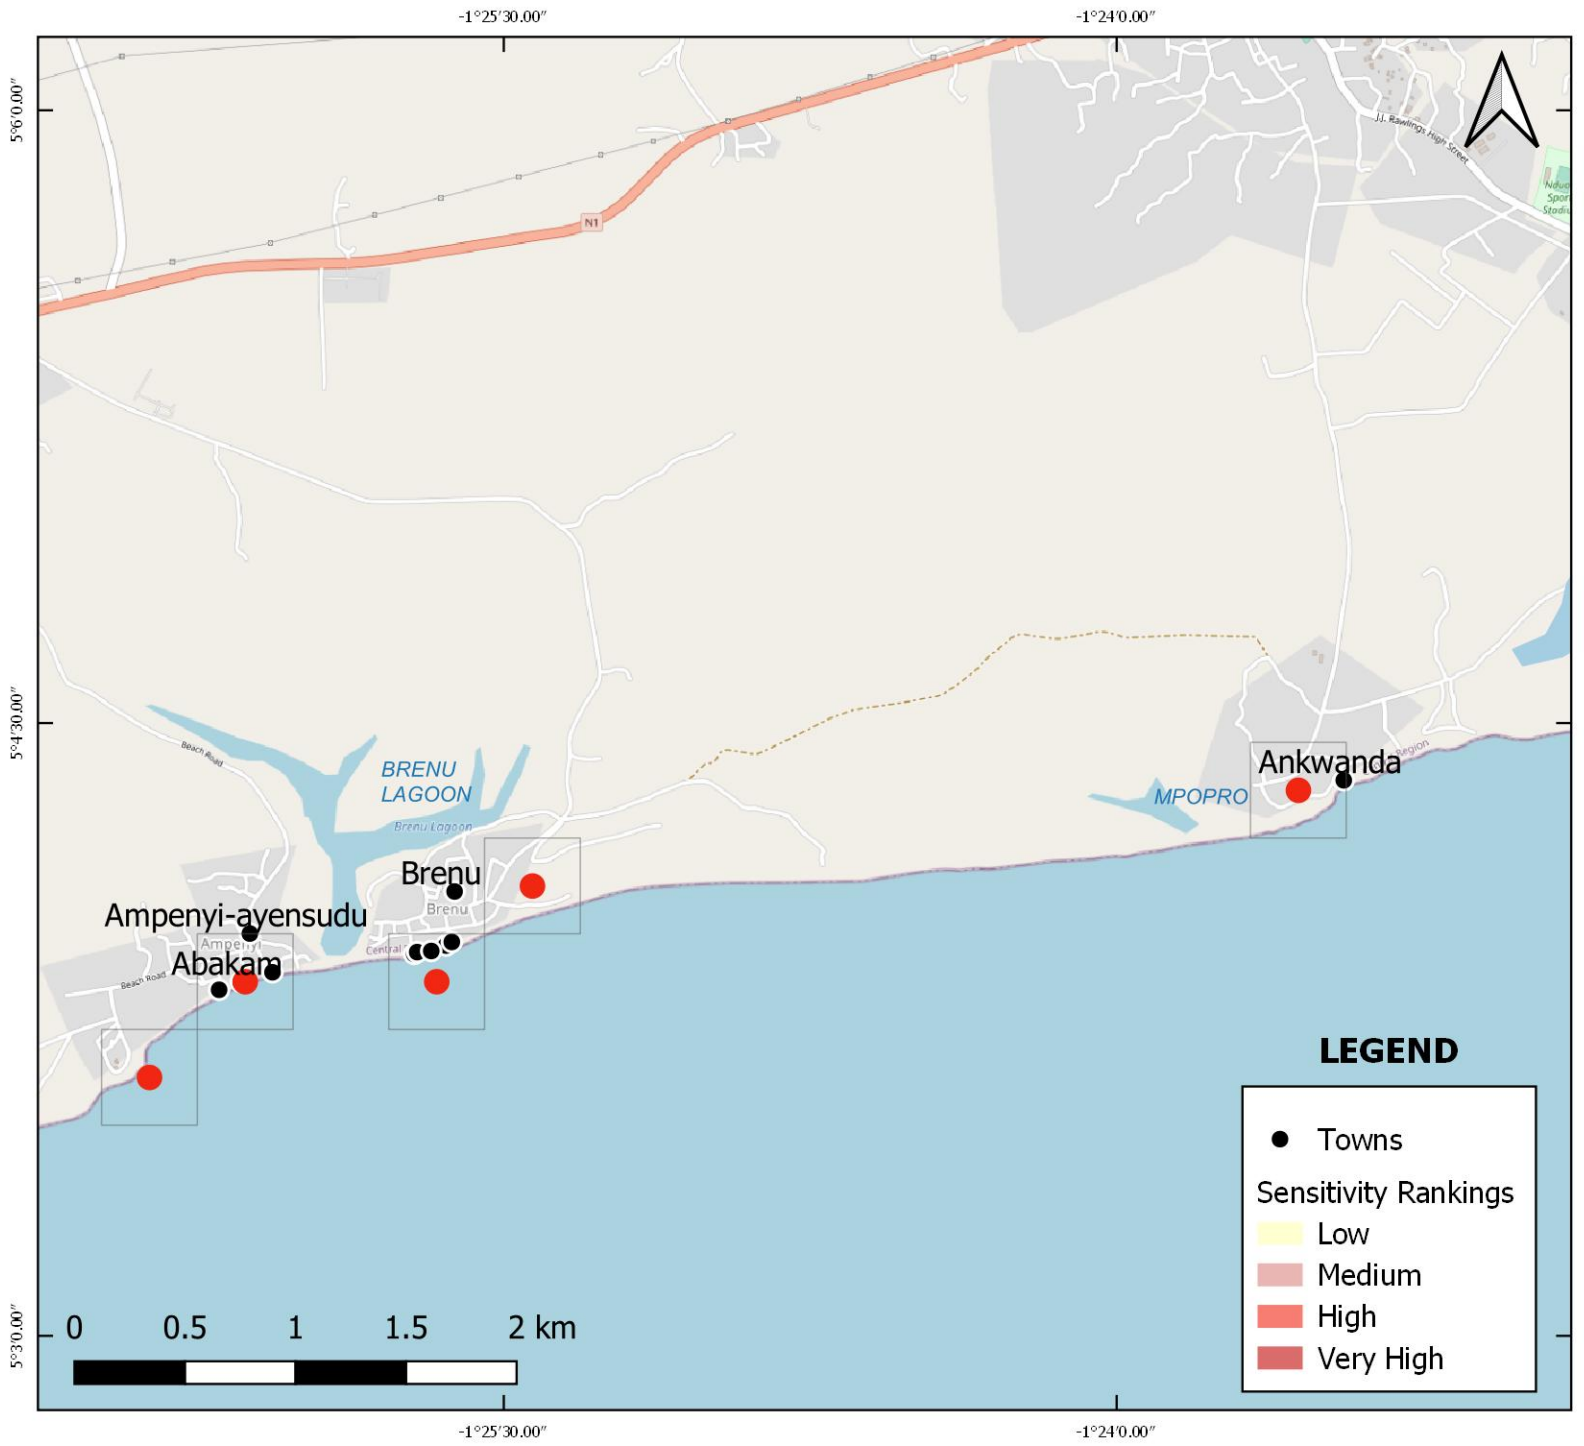 -1°25′30.00″
-1°24′0.00″
5°6′0.00″
J.J. Rawlings High Street
Stadiu
N1
5°4′30.00″
Beach Road
BRENU
LAGOON
Brenu Lagoon
MPOPRO
Ankwanda
Region
Brenu
Brenu
Ampenyi-ayensudu
Ampenyi
Central
Abakam
Beach Road
LEGEND
Towns
Sensitivity Rankings
Low
Medium
High
Very High
0 0.5 1 1.5 2 km
5°3′0.00″
-1°25′30.00″
-1°24′0.00″